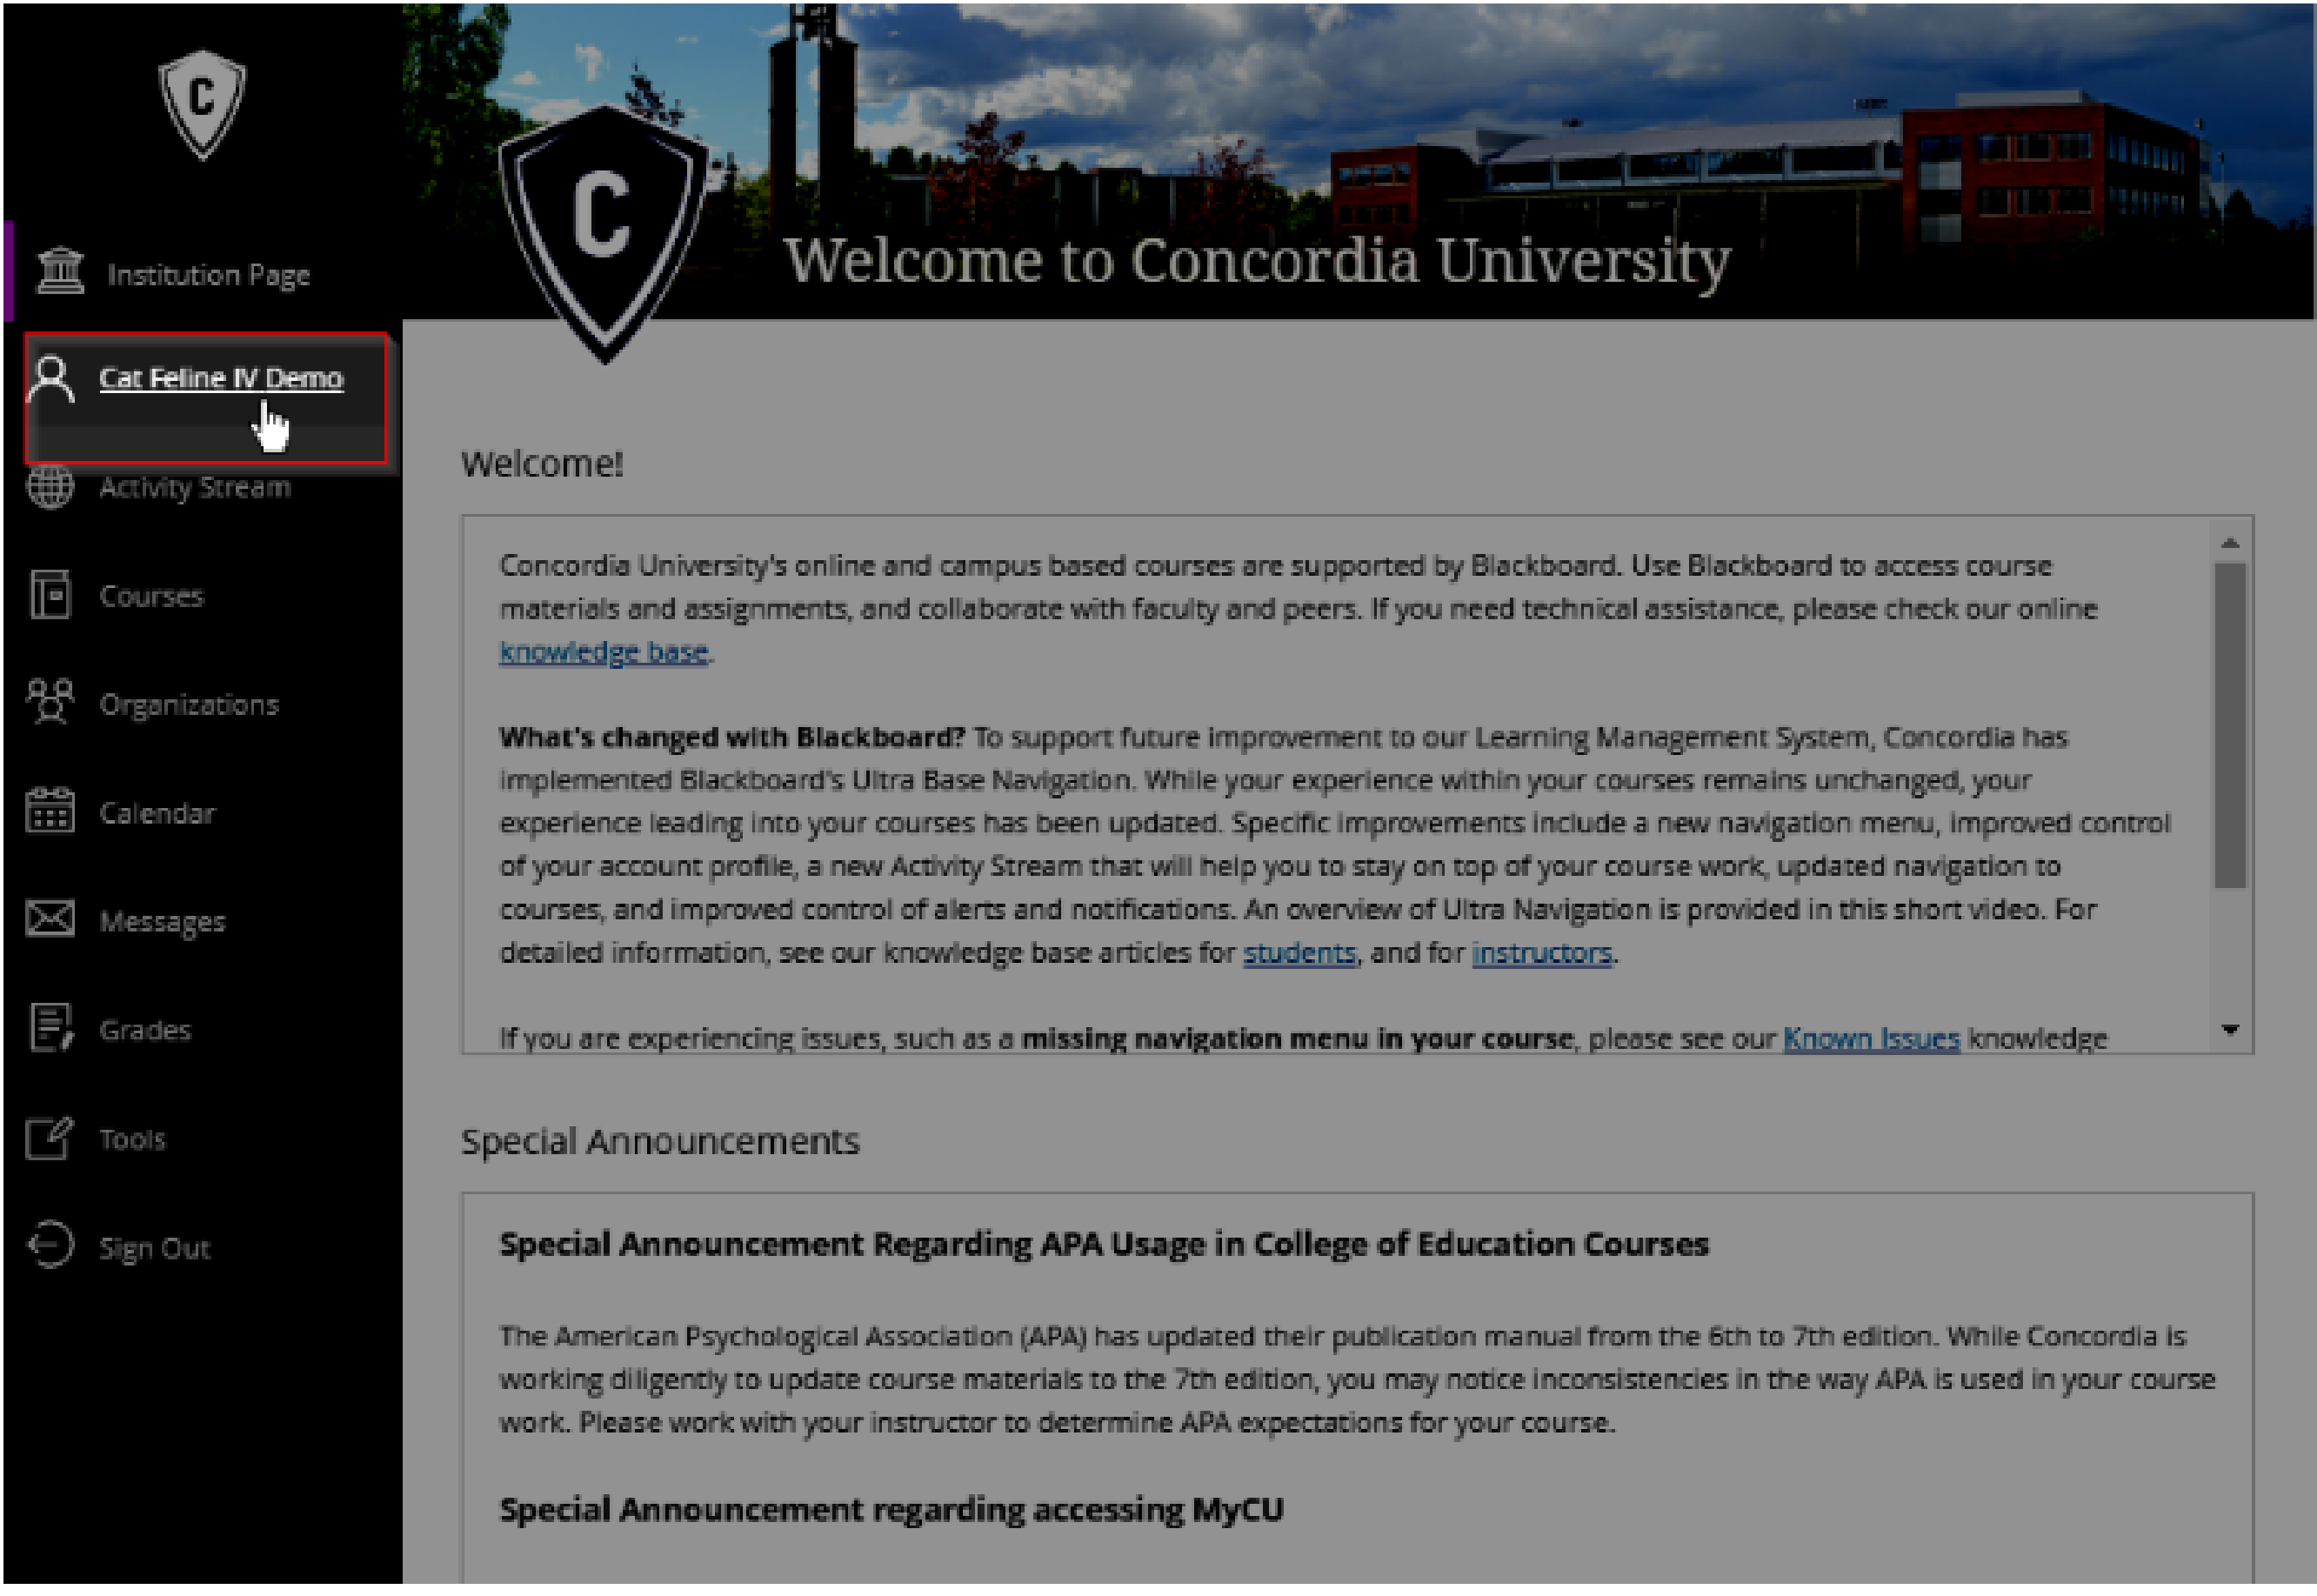 C
Institution Page
Cat Feline IV Demo
Activity Stream
Courses
Organizations
Calendar
Messages
Grades
Tools
Sign Out
C
Welcome to Concordia University
Welcome!
Concordia University's online and campus based courses are supported by Blackboard. Use Blackboard to access course
materials and assignments, and collaborate with faculty and peers. If you need technical assistance, please check our online
knowledge base.
What's changed with Blackboard? To support future improvement to our Learning Management System, Concordia has
implemented Blackboard's Ultra Base Navigation. While your experience within your courses remains unchanged, your
experience leading into your courses has been updated. Specific improvements include a new navigation menu, improved control
of your account profile, a new Activity Stream that will help you to stay on top of your course work, updated navigation to
courses, and improved control of alerts and notifications. An overview of Ultra Navigation is provided in this short video. For
detailed information, see our knowledge base articles for students, and for instructors.
If you are experiencing issues, such as a missing navigation menu in your course, please see our Known Issues knowledge
Special Announcements
Special Announcement Regarding APA Usage in College of Education Courses
The American Psychological Association (APA) has updated their publication manual from the 6th to 7th edition. While Concordia is
working diligently to update course materials to the 7th edition, you may notice inconsistencies in the way APA is used in your course
work. Please work with your instructor to determine APA expectations for your course.
Special Announcement regarding accessing MyCU